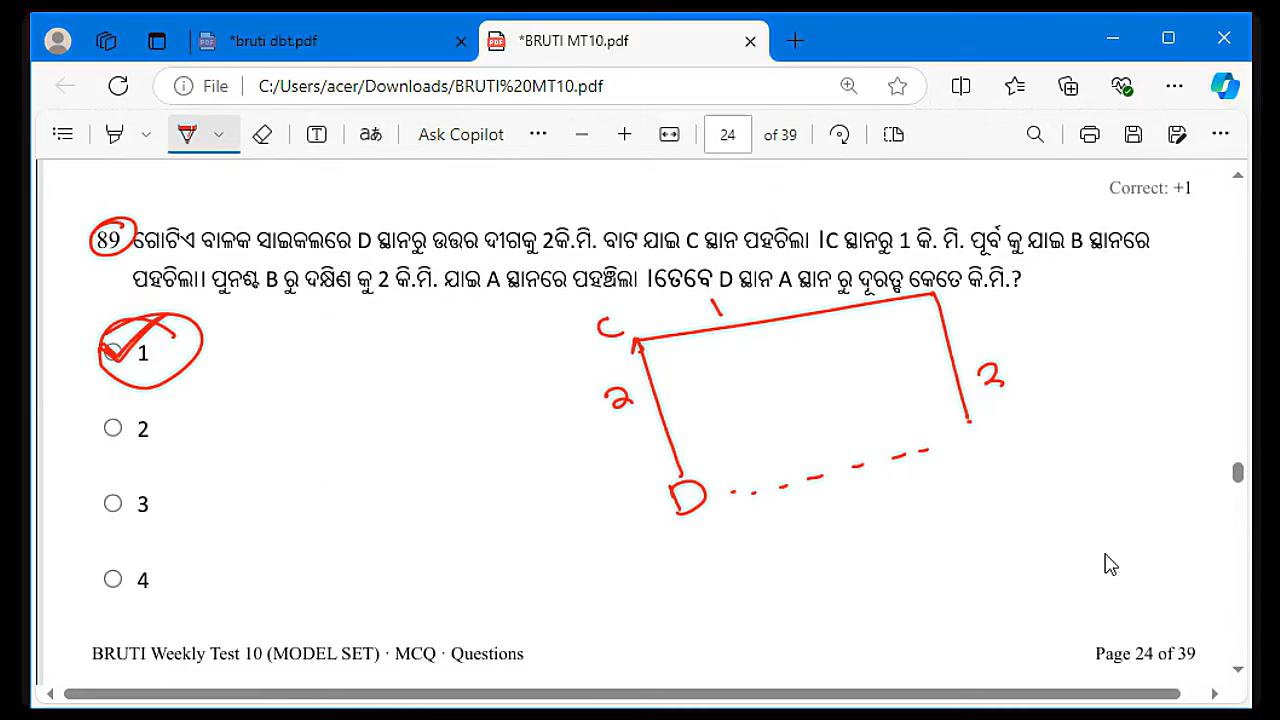 *bruti dbt.pdf
*BRUTI MT10.pdf
File
C:/Users/acer/Downloads/BRUTI%20MT10.pdf
Ask Copilot
24 of 39
Correct: +1
89 ଗୋଟିଏ ବାଳକ ସାଇକଲରେ D ସ୍ଥାନରୁ ଉତ୍ତର ଦୀଗକୁ 2କି.ମି. ବାଟ ଯାଇ C ସ୍ଥାନ ପହଚିଲା ।C ସ୍ଥାନରୁ 1 କି. ମି. ପୂର୍ବ କୁ ଯାଇ B ସ୍ଥାନରେ
ପହଚିଲା। ପୁନଶ୍ଚ B ରୁ ଦକ୍ଷିଣ କୁ 2 କି.ମି. ଯାଇ A ସ୍ଥାନରେ ପହଞ୍ଚିଲା ।ତେବେ D ସ୍ଥାନ A ସ୍ଥାନ ରୁ ଦୂରତ୍ବ କେତେ କି.ମି.?
C
1
2
2
D
1
2
3
4
BRUTI Weekly Test 10 (MODEL SET) · MCQ · Questions
Page 24 of 39